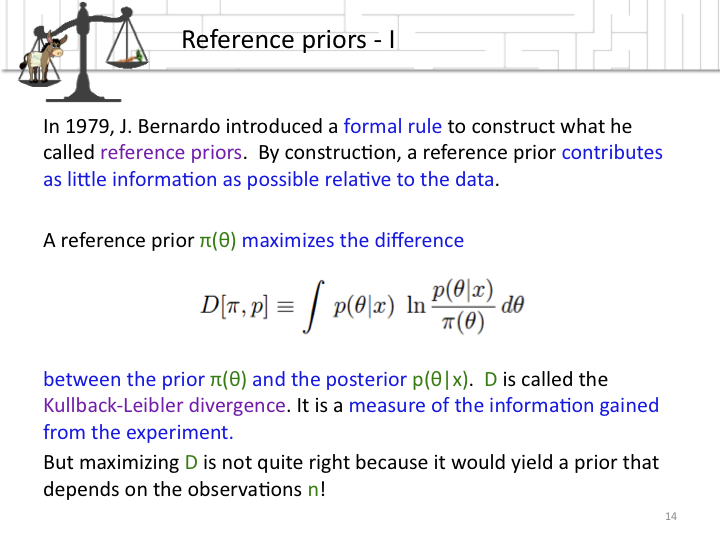 Reference priors - I
In 1979, J. Bernardo introduced a formal rule to construct what he
called reference priors. By construction, a reference prior contributes
as little information as possible relative to the data.
A reference prior π(θ) maximizes the difference
D[π, p] ≡ ∫ p(θ|x) ln p(θ|x) / π(θ) dθ
between the prior π(θ) and the posterior p(θ|x). D is called the
Kullback-Leibler divergence. It is a measure of the information gained
from the experiment.
But maximizing D is not quite right because it would yield a prior that
depends on the observations n!
14